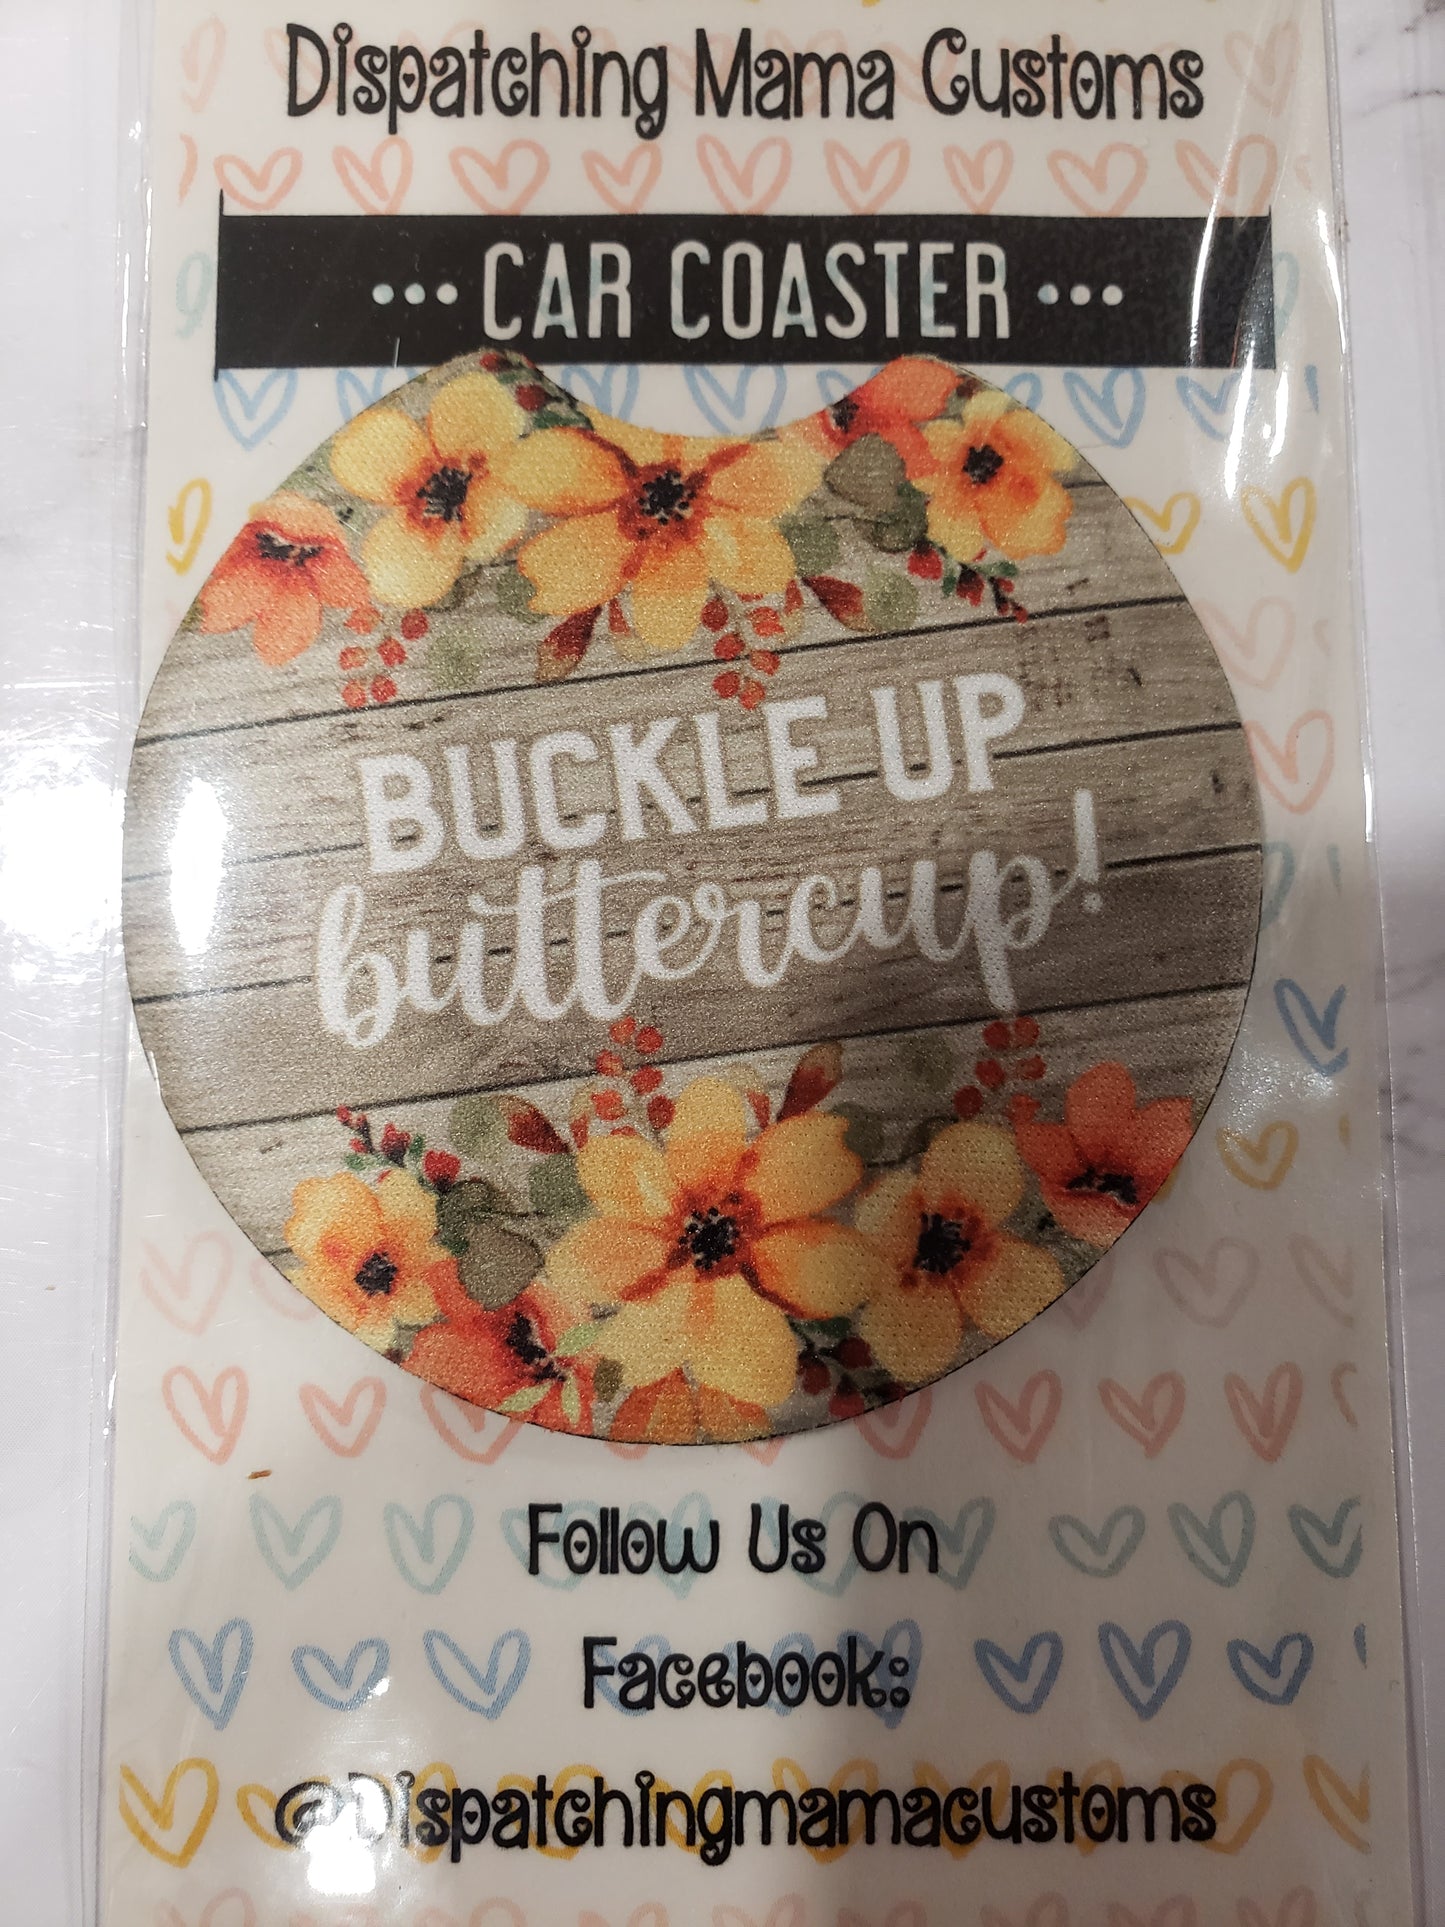 Dispatching Mama Customs
••• CAR COASTER •••
BUCKLE UP
buttercup!
Follow Us On
Facebook:
@Dispatchingmamacustoms